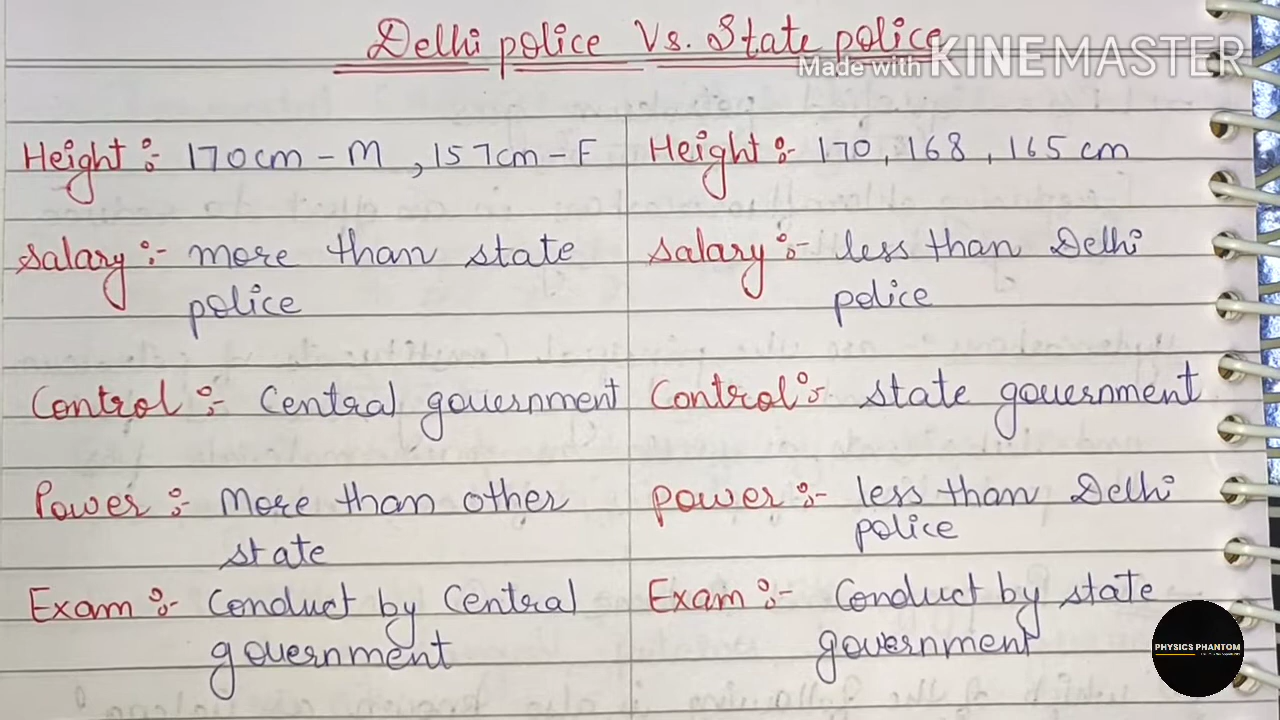 Delhi police Vs. State police
Made with KINEMASTER
Height :- 170cm - M , 157cm - F
Salary :- more than state
police
Control :- Central government
Power :- More than other
state
Exam :- Conduct by Central
government
Height :- 170, 168, 165 cm
Salary :- less than Delhi
police
Control :- state government
power :- less than Delhi
police
Exam :- Conduct by state
government
PHYSICS PHANTOM